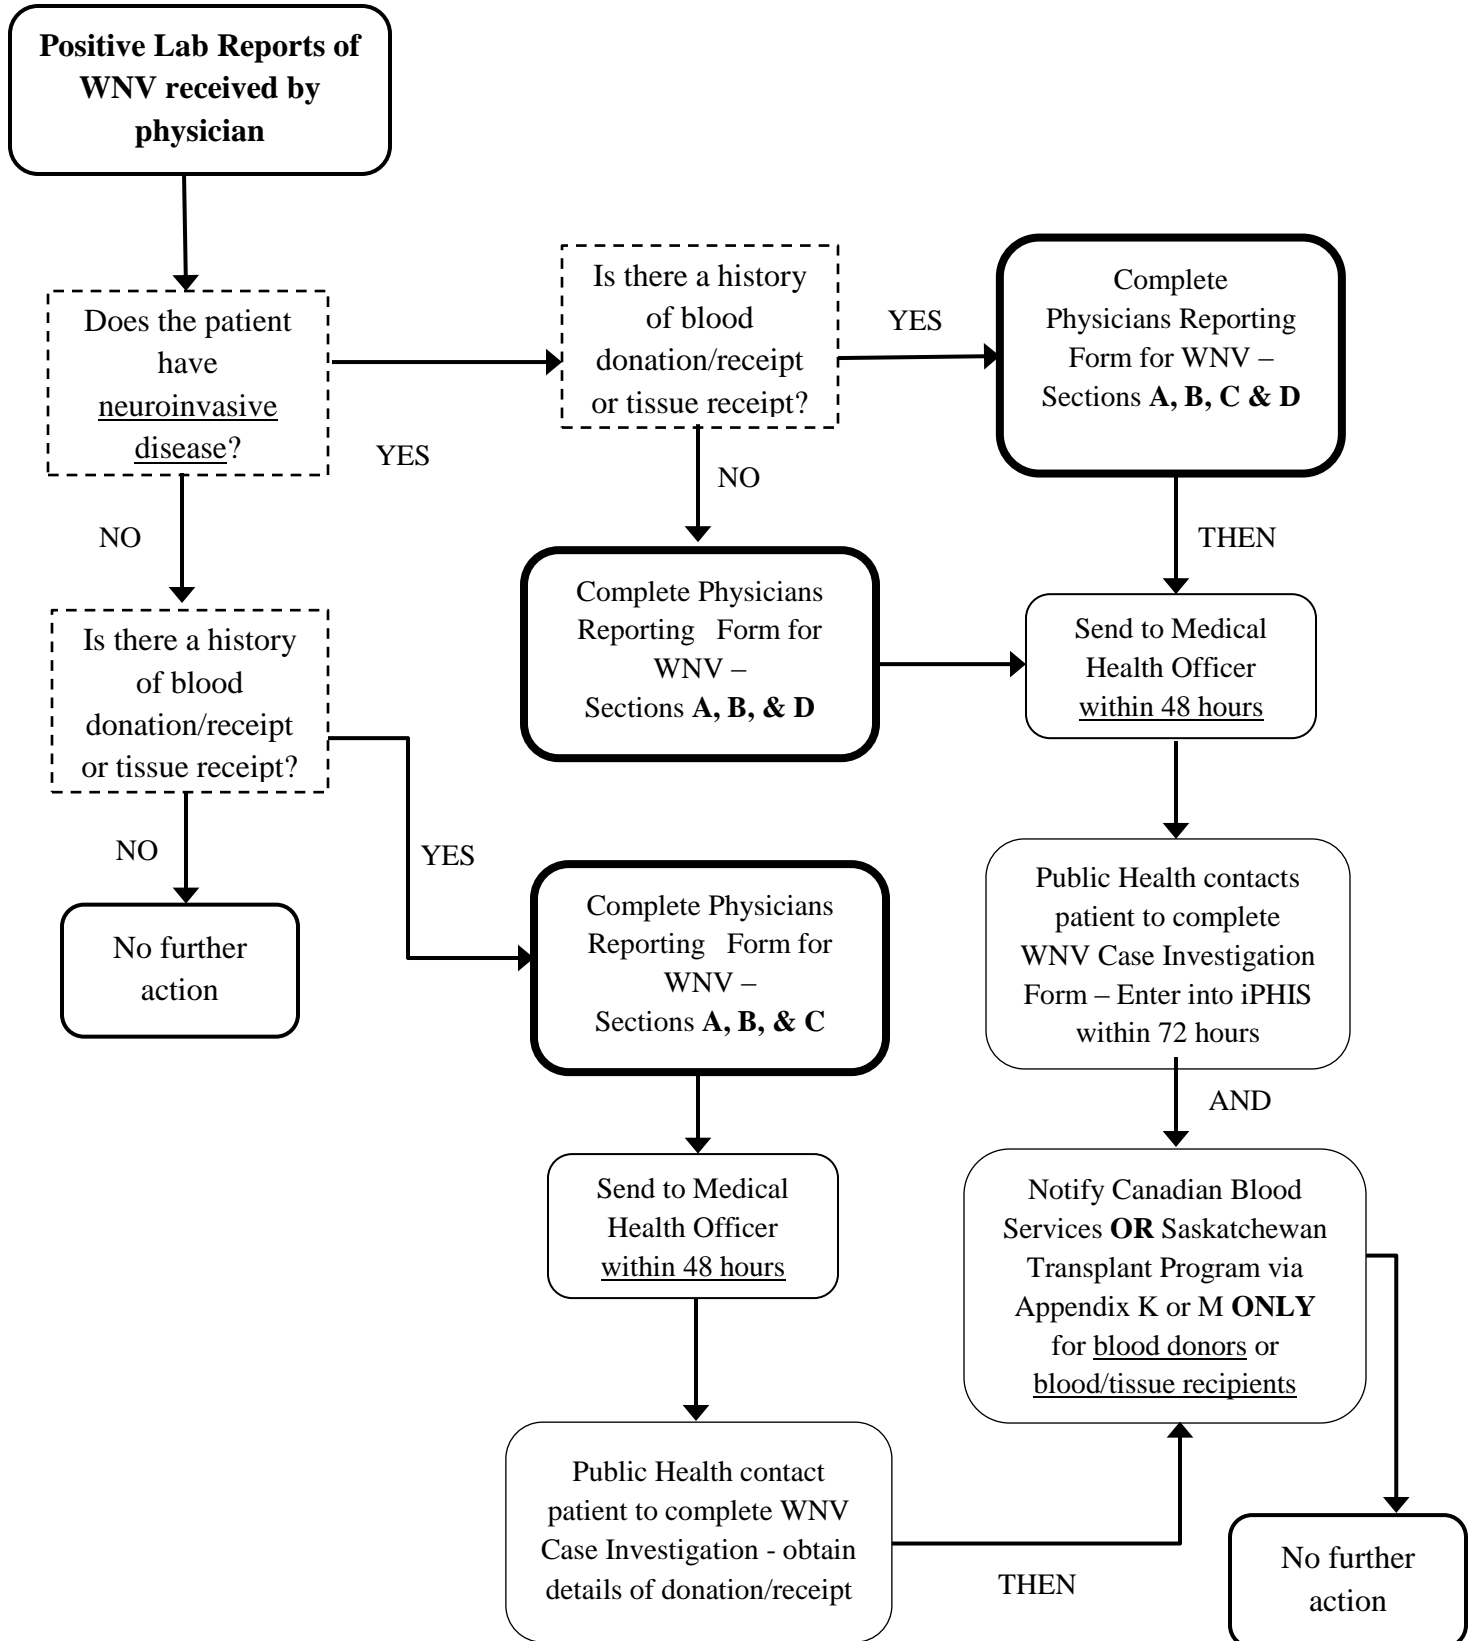 Positive Lab Reports of
WNV received by
physician
Does the patient
have
neuroinvasive
disease?
YES
Is there a history
of blood
donation/receipt
or tissue receipt?
YES
Complete
Physicians Reporting
Form for WNV –
Sections A, B, C & D
NO
THEN
NO
Complete Physicians
Reporting Form for
WNV –
Sections A, B, & D
Send to Medical
Health Officer
within 48 hours
Is there a history
of blood
donation/receipt
or tissue receipt?
NO
YES
No further
action
Complete Physicians
Reporting Form for
WNV –
Sections A, B, & C
Public Health contacts
patient to complete
WNV Case Investigation
Form – Enter into iPHIS
within 72 hours
AND
Send to Medical
Health Officer
within 48 hours
Notify Canadian Blood
Services OR Saskatchewan
Transplant Program via
Appendix K or M ONLY
for blood donors or
blood/tissue recipients
Public Health contact
patient to complete WNV
Case Investigation - obtain
details of donation/receipt
THEN
No further
action